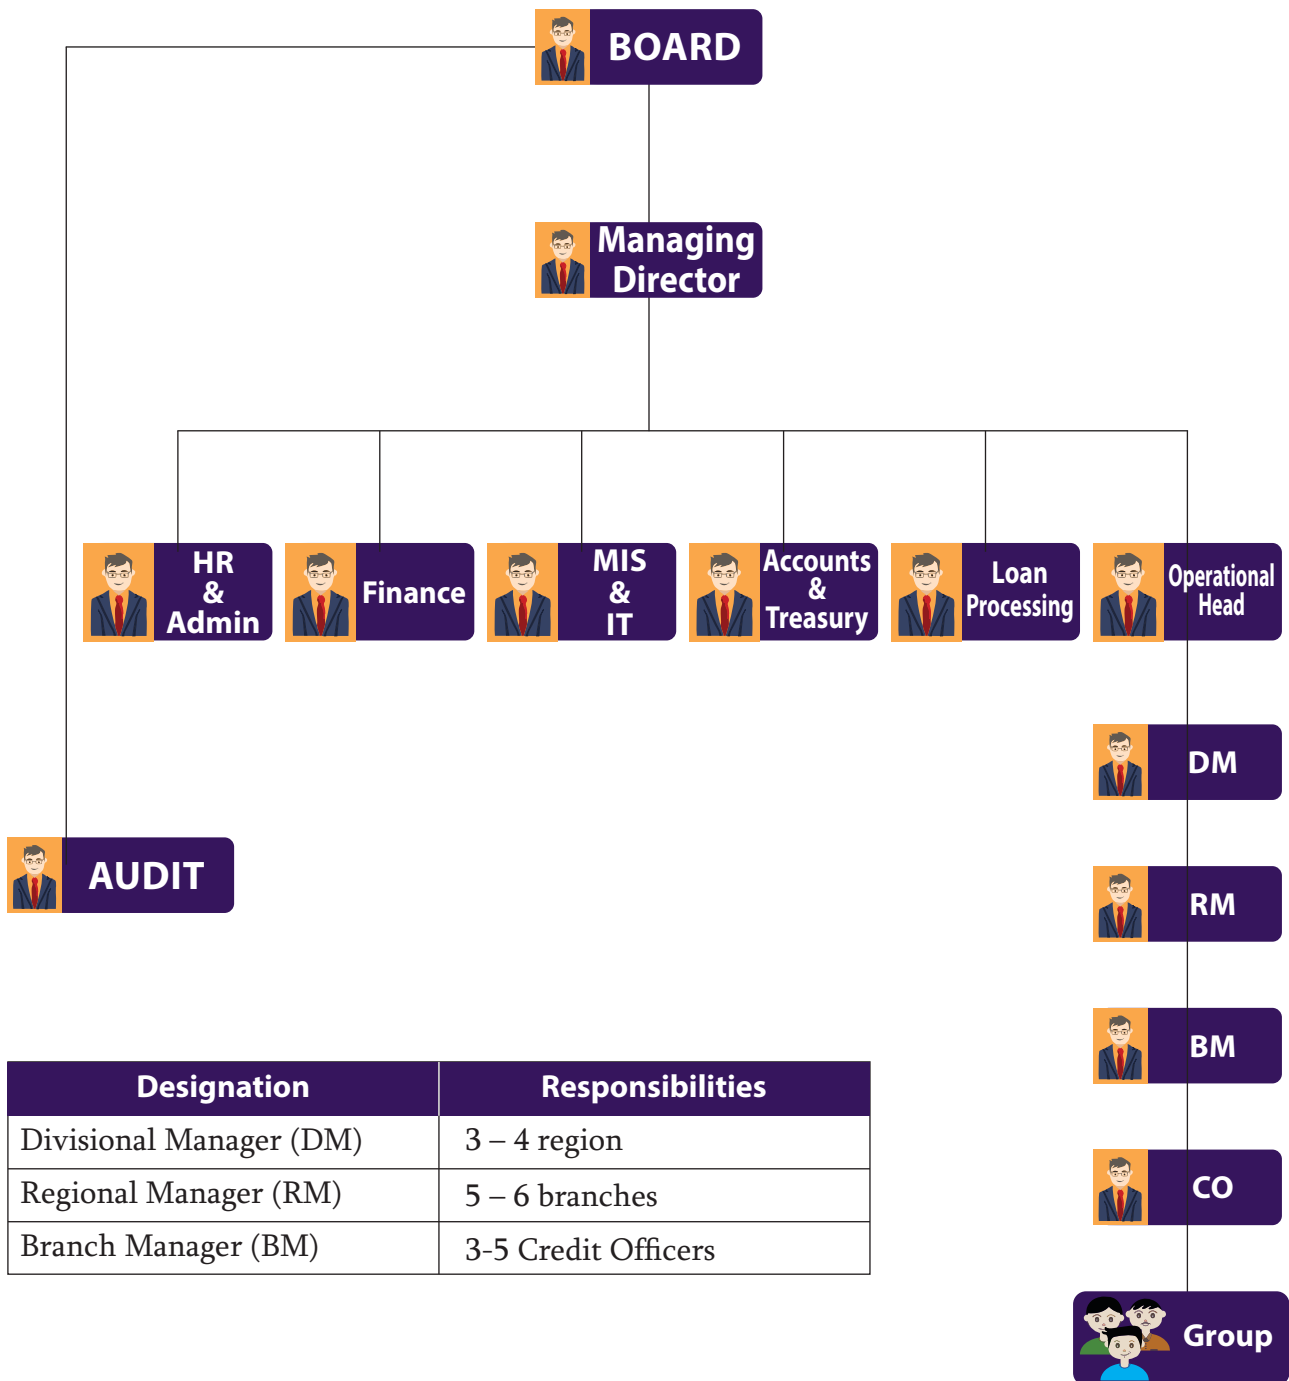 BOARD
Managing
Director
HR
&
Admin
Finance
MIS
&
IT
Accounts
&
Treasury
Loan
Processing
Operational
Head
DM
AUDIT
RM
BM
CO
Group
Designation Responsibilities
Divisional Manager (DM) 3 – 4 region
Regional Manager (RM) 5 – 6 branches
Branch Manager (BM) 3-5 Credit Officers